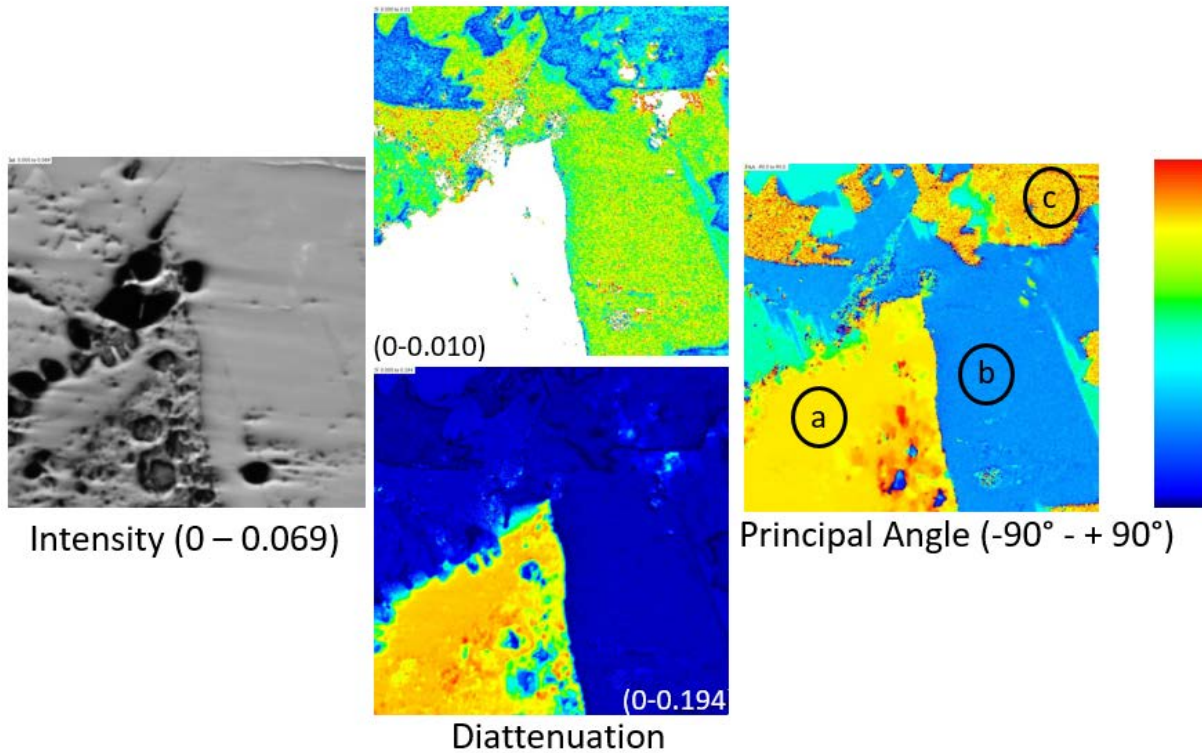 (0-0.010)
Intensity (0 – 0.069)
(0-0.194)
Diattenuation
a
b
c
Principal Angle (-90° - + 90°)